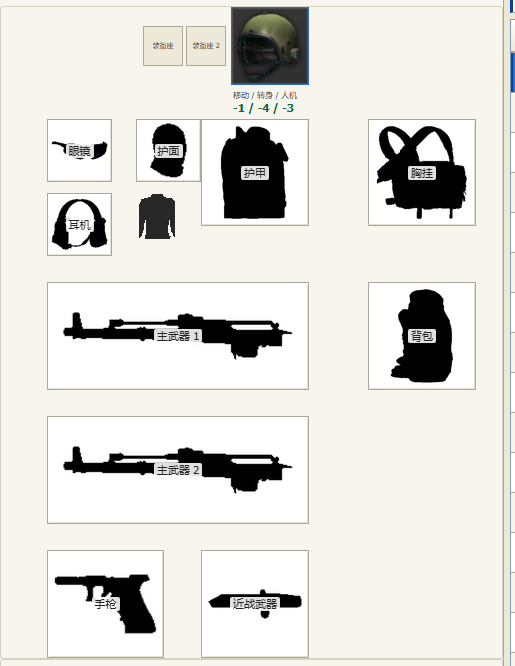 装备座
装备座 2
移动 / 转身 / 人机
-1 / -4 / -3
眼镜
护面
护甲
胸挂
耳机
主武器 1
背包
主武器 2
手枪
近战武器